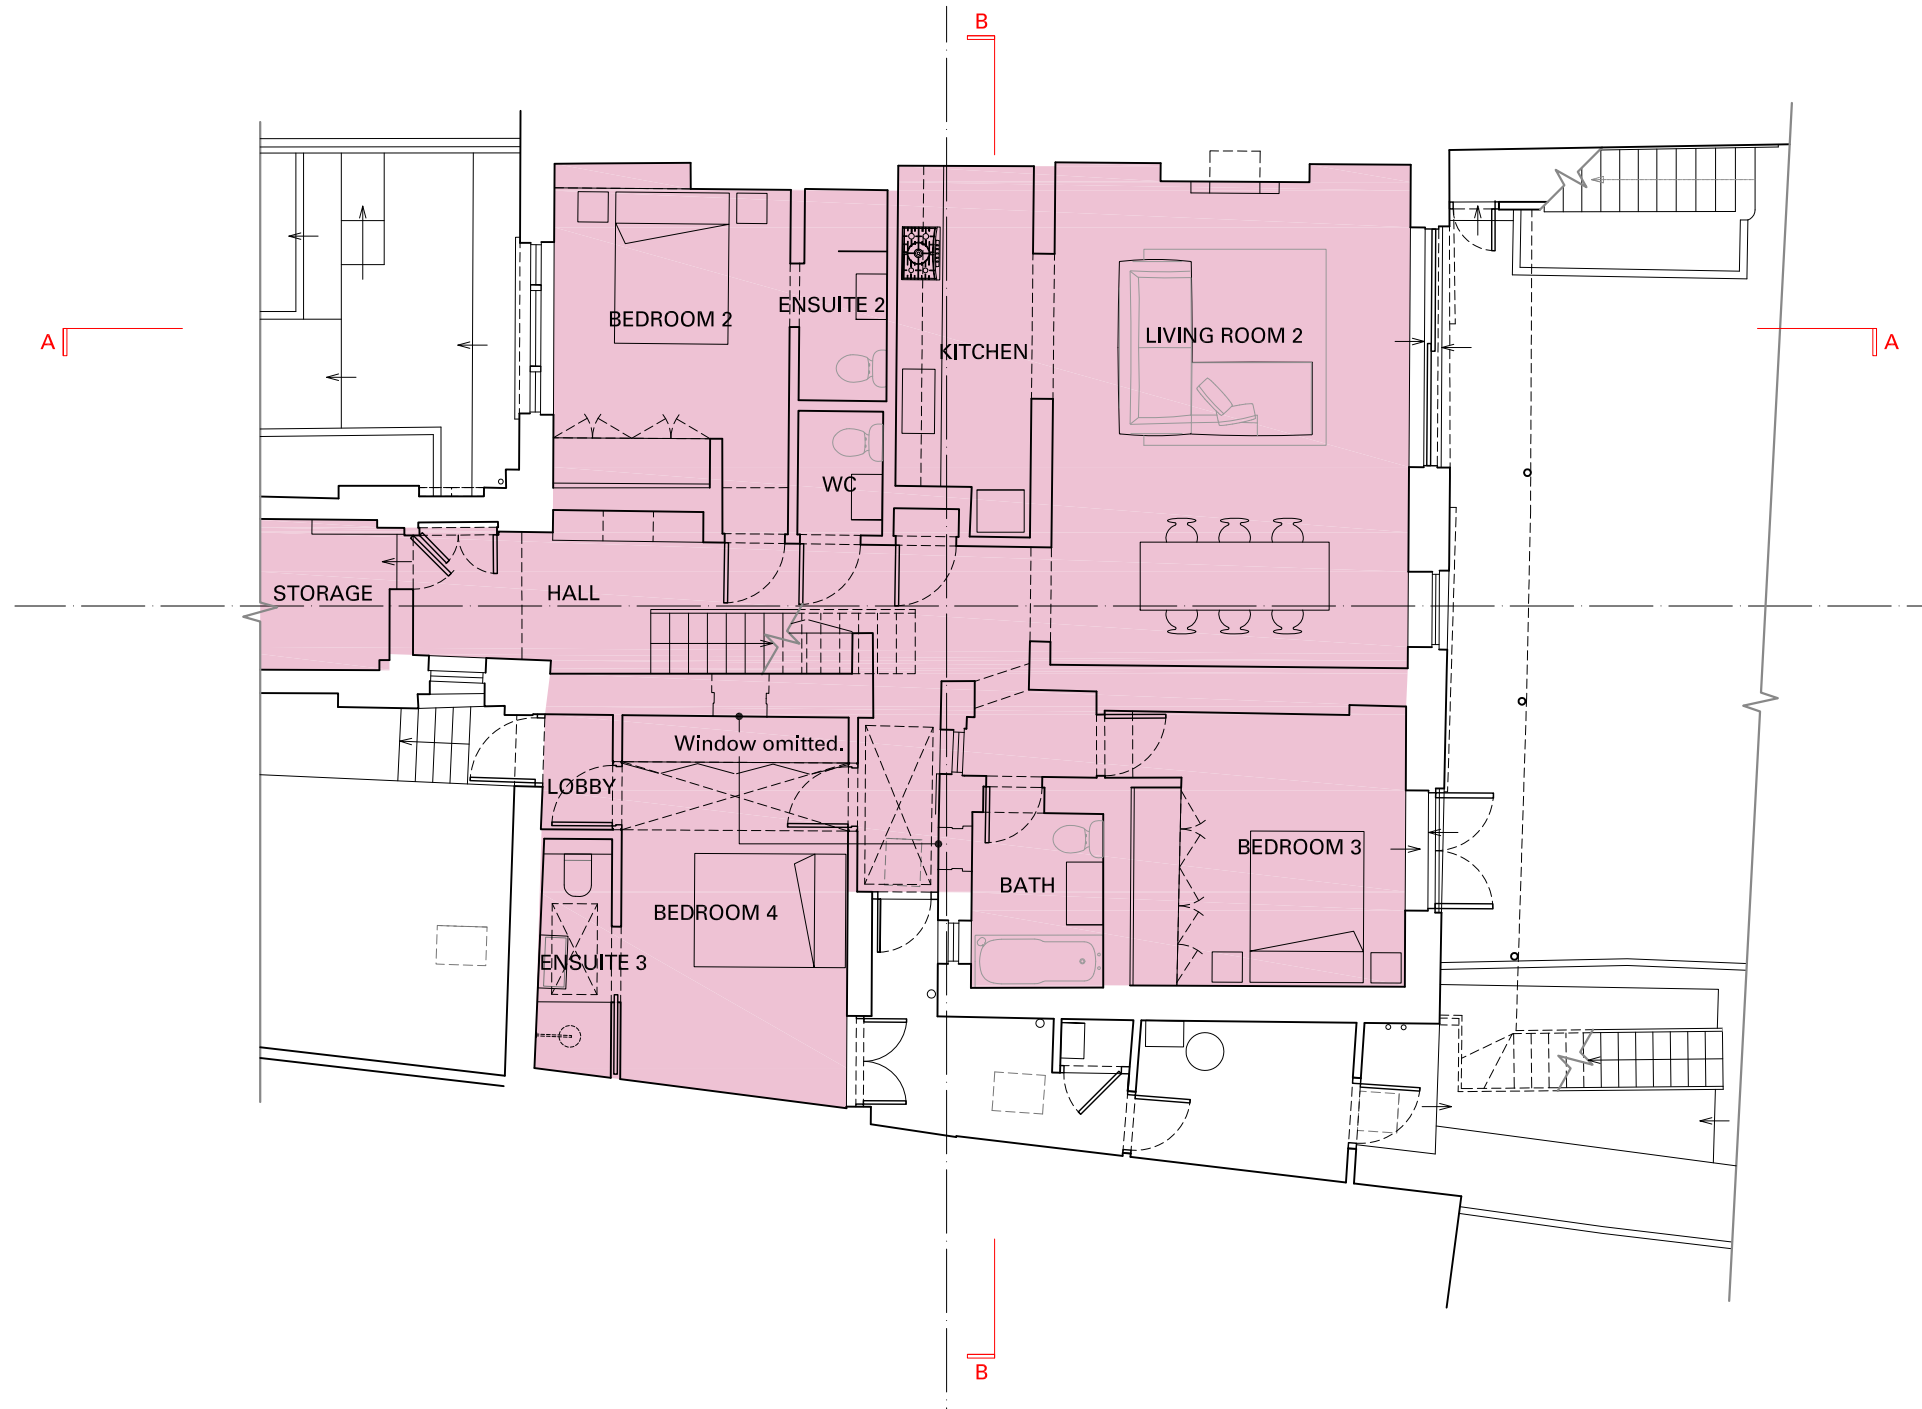 B
BEDROOM 2
ENSUITE 2
KITCHEN
LIVING ROOM 2
A
A
WC
STORAGE
HALL
Window omitted.
LOBBY
BEDROOM 3
BATH
BEDROOM 4
ENSUITE 3
B